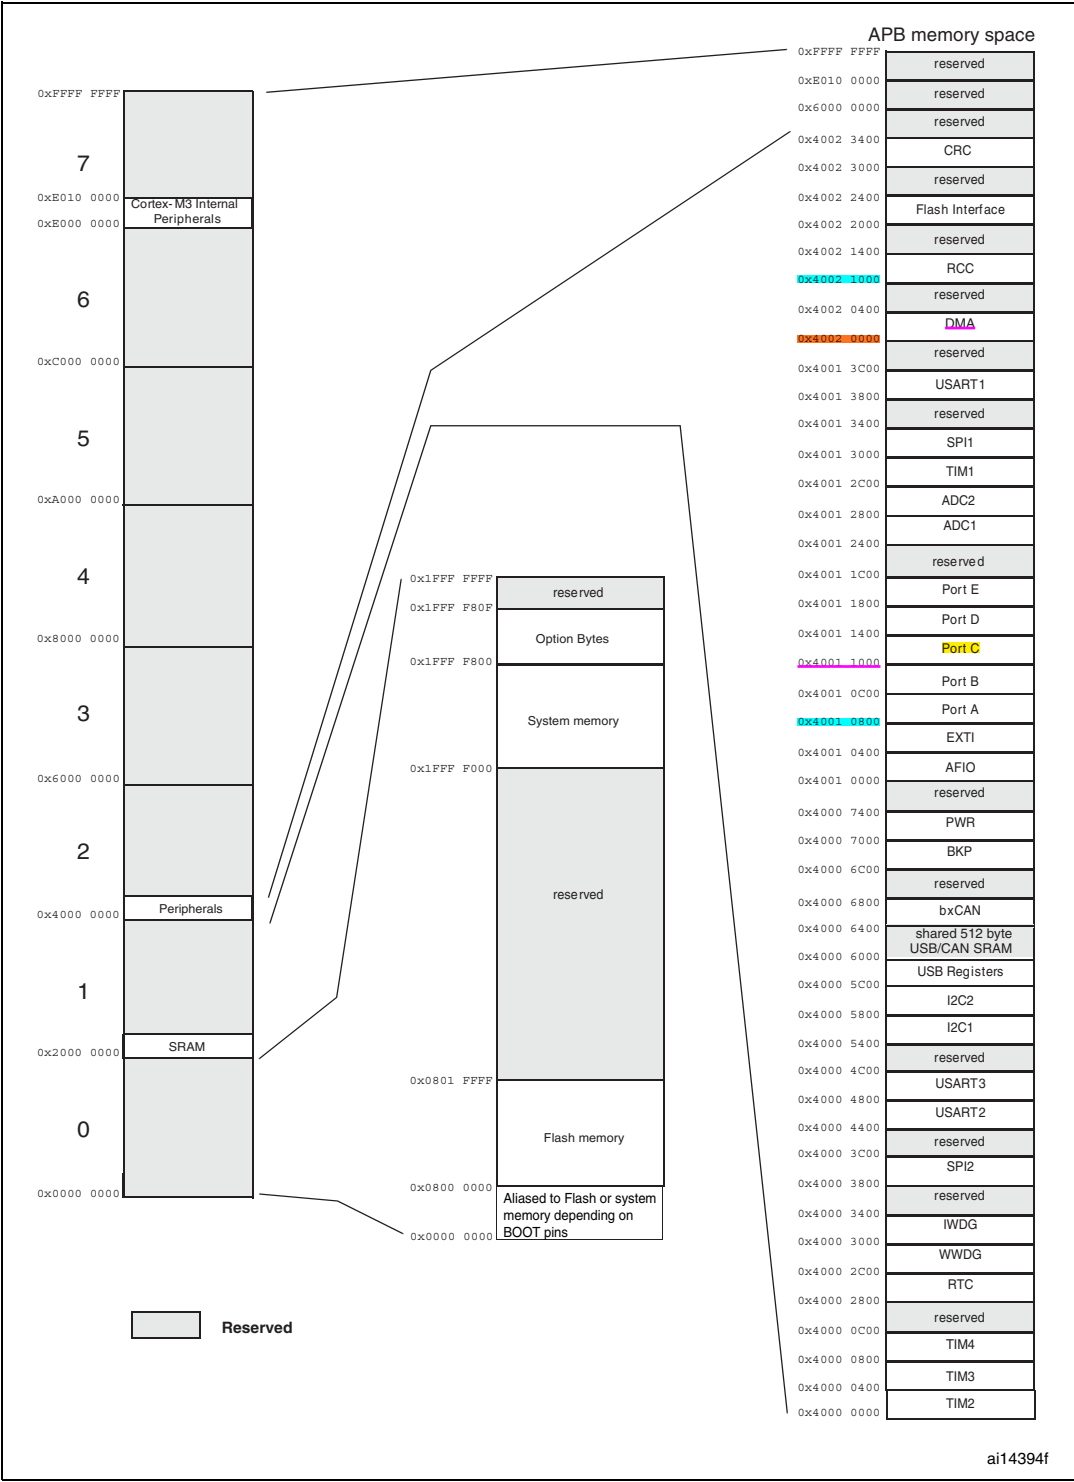 APB memory space
0xFFFF FFFF
7
0xE010 0000
Cortex-M3 Internal
Peripherals
0xE000 0000
6
0xC000 0000
5
0xA000 0000
4
0x8000 0000
3
0x6000 0000
2
Peripherals
0x4000 0000
1
SRAM
0x2000 0000
0
0x0000 0000
Reserved
0x1FFF FFFF
reserved
0x1FFF F80F
Option Bytes
0x1FFF F800
System memory
0x1FFF F000
reserved
0x0801 FFFF
Flash memory
0x0800 0000
Aliased to Flash or system
memory depending on
BOOT pins
0x0000 0000
0xFFFF FFFF
reserved
0xE010 0000
reserved
0x6000 0000
reserved
0x4002 3400
CRC
0x4002 3000
reserved
0x4002 2400
Flash Interface
0x4002 2000
reserved
0x4002 1400
RCC
0x4002 1000
reserved
0x4002 0400
DMA
0x4002 0000
reserved
0x4001 3C00
USART1
0x4001 3800
reserved
0x4001 3400
SPI1
0x4001 3000
TIM1
0x4001 2C00
ADC2
0x4001 2800
ADC1
0x4001 2400
reserved
0x4001 1C00
Port E
0x4001 1800
Port D
0x4001 1400
Port C
0x4001 1000
Port B
0x4001 0C00
Port A
0x4001 0800
EXTI
0x4001 0400
AFIO
0x4001 0000
reserved
0x4000 7400
PWR
0x4000 7000
BKP
0x4000 6C00
reserved
0x4000 6800
bxCAN
0x4000 6400
shared 512 byte
USB/CAN SRAM
0x4000 6000
USB Registers
0x4000 5C00
I2C2
0x4000 5800
I2C1
0x4000 5400
reserved
0x4000 4C00
USART3
0x4000 4800
USART2
0x4000 4400
reserved
0x4000 3C00
SPI2
0x4000 3800
reserved
0x4000 3400
IWDG
0x4000 3000
WWDG
0x4000 2C00
RTC
0x4000 2800
reserved
0x4000 0C00
TIM4
0x4000 0800
TIM3
0x4000 0400
TIM2
0x4000 0000
ai14394f